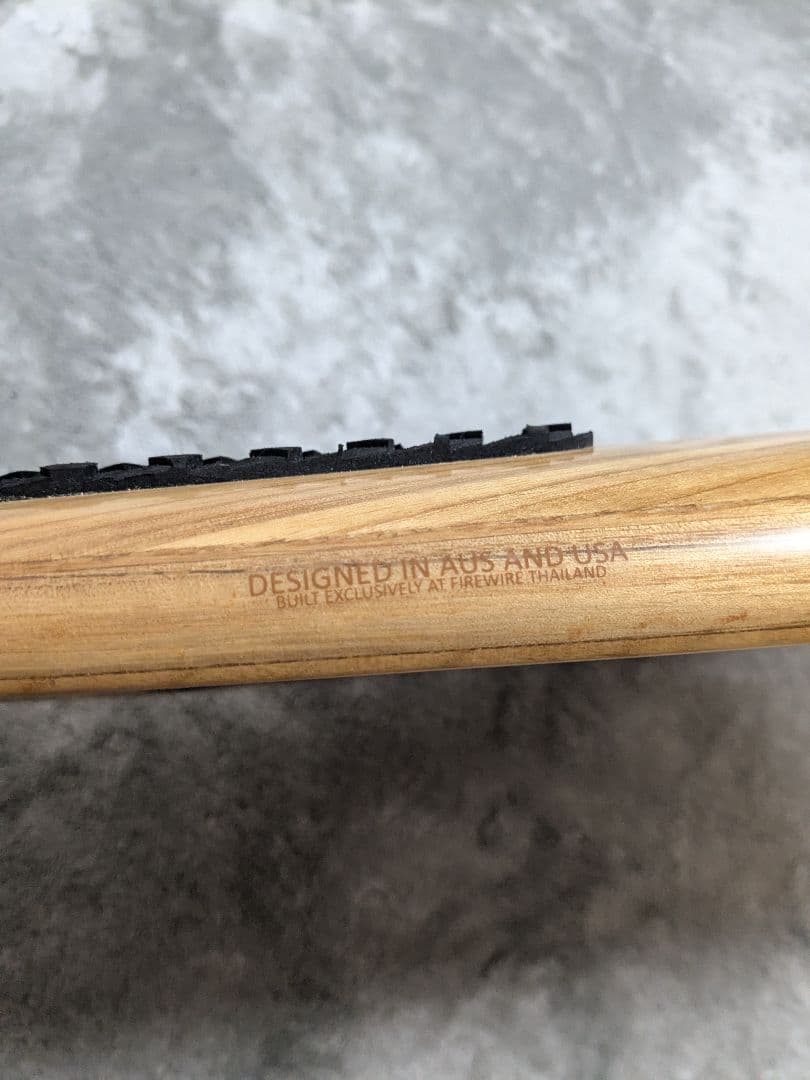 DESIGNED IN AUS AND USA
BUILT EXCLUSIVELY AT FIREWIRE THAILAND